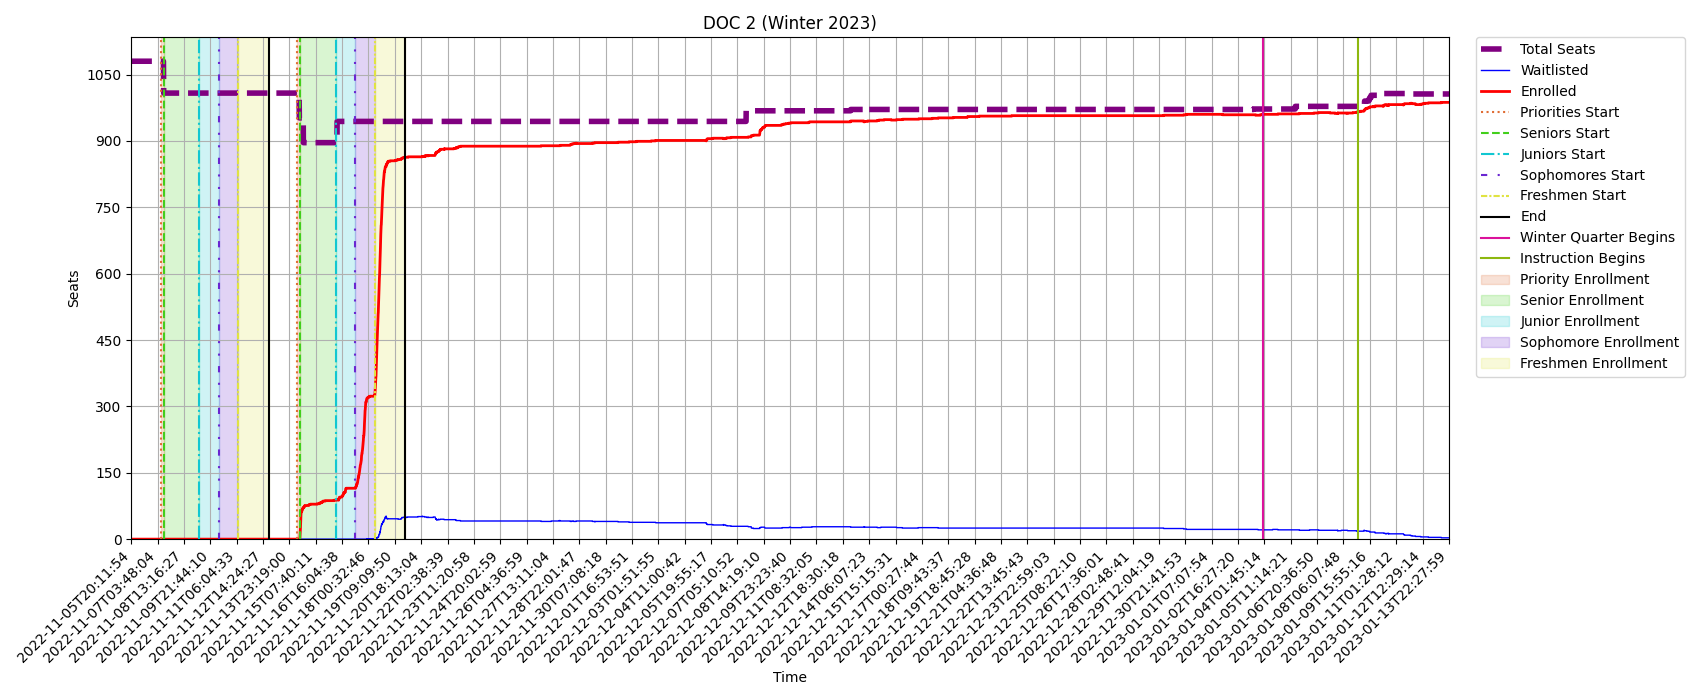 DOC 2 (Winter 2023)
Seats
1050
900
750
600
450
300
150
0
2022-11-05T20:11:54
2022-11-07T03:48:04
2022-11-08T13:16:27
2022-11-09T21:44:10
2022-11-11T06:04:33
2022-11-12T14:24:27
2022-11-13T23:19:00
2022-11-15T07:40:11
2022-11-16T16:04:38
2022-11-18T00:32:46
2022-11-19T09:09:50
2022-11-20T18:13:04
2022-11-22T02:38:39
2022-11-23T11:20:58
2022-11-24T20:02:59
2022-11-26T04:36:59
2022-11-27T13:11:04
2022-11-28T22:01:47
2022-11-30T07:08:18
2022-12-01T16:53:51
2022-12-03T01:51:55
2022-12-04T11:00:42
2022-12-05T19:55:17
2022-12-07T05:10:52
2022-12-08T14:19:10
2022-12-09T23:23:40
2022-12-11T08:32:05
2022-12-12T18:30:18
2022-12-14T06:07:23
2022-12-15T15:15:31
2022-12-17T00:27:44
2022-12-18T09:43:37
2022-12-19T18:45:28
2022-12-21T04:36:48
2022-12-22T13:45:43
2022-12-23T22:59:03
2022-12-25T08:22:10
2022-12-26T17:36:01
2022-12-28T02:48:41
2022-12-29T12:04:19
2022-12-30T21:41:53
2023-01-01T07:07:54
2023-01-02T16:27:20
2023-01-04T01:45:14
2023-01-05T11:14:21
2023-01-06T20:36:50
2023-01-08T06:07:48
2023-01-09T15:55:16
2023-01-11T01:28:12
2023-01-12T12:29:14
2023-01-13T22:27:59
Time
Total Seats
Waitlisted
Enrolled
Priorities Start
Seniors Start
Juniors Start
Sophomores Start
Freshmen Start
End
Winter Quarter Begins
Instruction Begins
Priority Enrollment
Senior Enrollment
Junior Enrollment
Sophomore Enrollment
Freshmen Enrollment